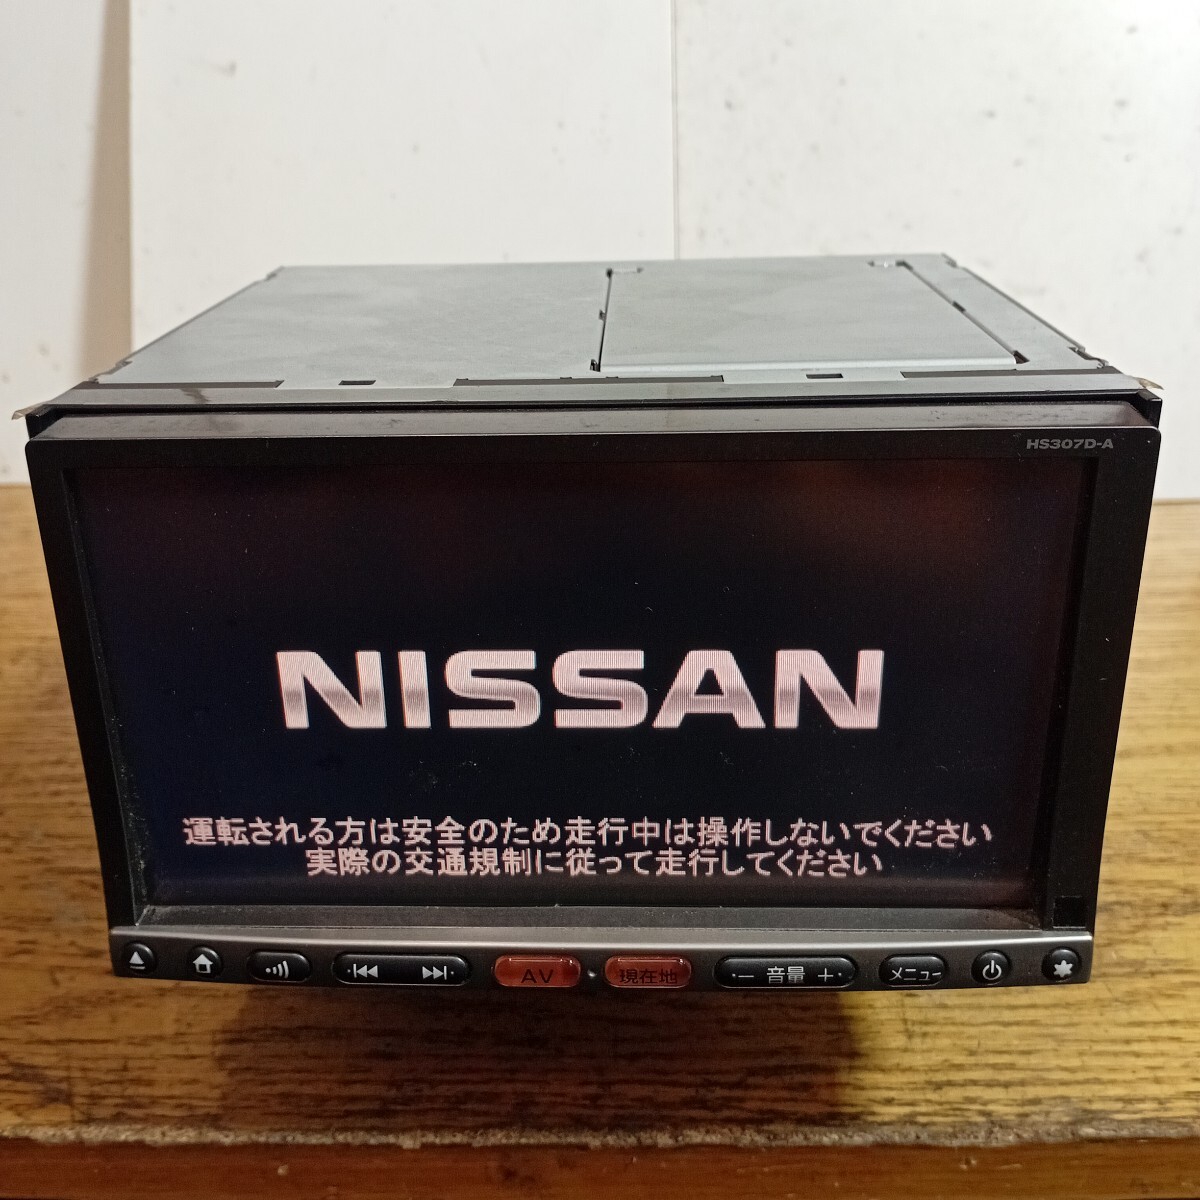 HS307D-A
NISSAN
運転される方は安全のため走行中は操作しないでください
実際の交通規制に従って走行してください
AV 現在地 － 音量 ＋ メニュー